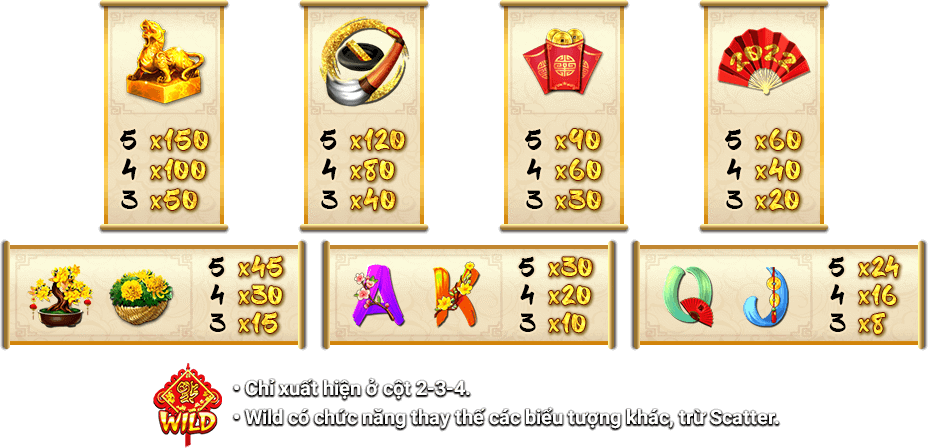 2022
5 x150
4 x100
3 x50
5 x120
4 x80
3 x40
5 x90
4 x60
3 x30
5 x60
4 x40
3 x20
5 x45
4 x30
3 x15
A K
5 x30
4 x20
3 x10
Q J
5 x24
4 x16
3 x8
WILD
• Chỉ xuất hiện ở cột 2-3-4.
• Wild có chức năng thay thế các biểu tượng khác, trừ Scatter.